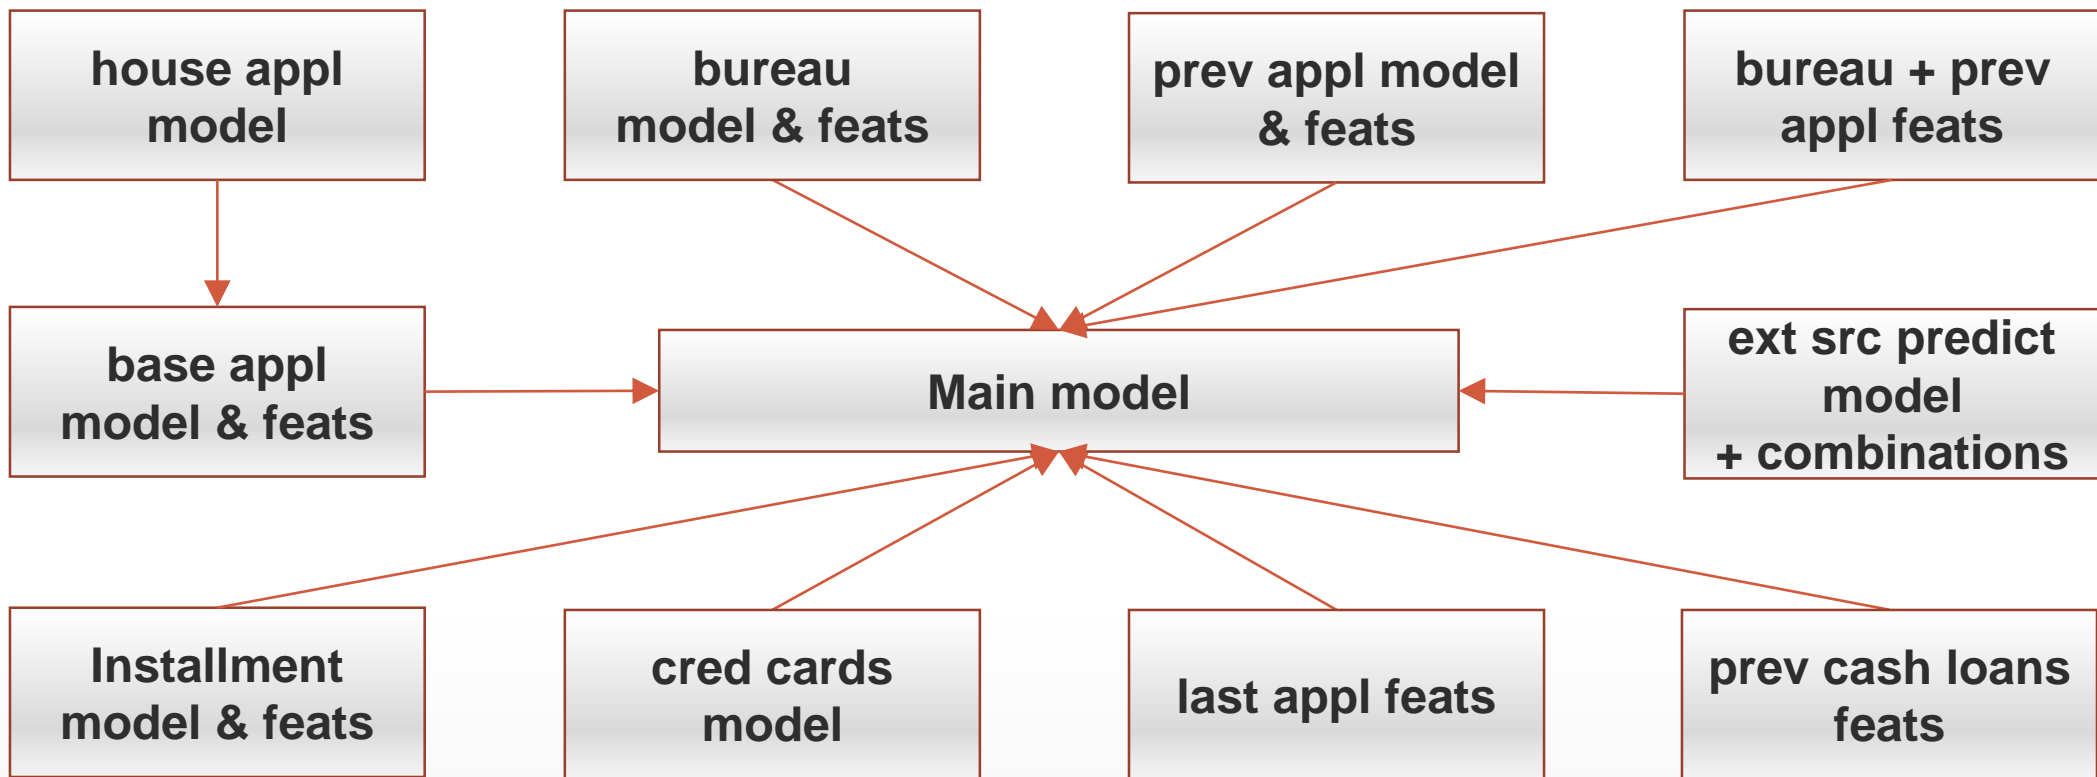 house appl
model
bureau
model & feats
prev appl model
& feats
bureau + prev
appl feats
base appl
model & feats
Main model
ext src predict
model
+ combinations
Installment
model & feats
cred cards
model
last appl feats
prev cash loans
feats